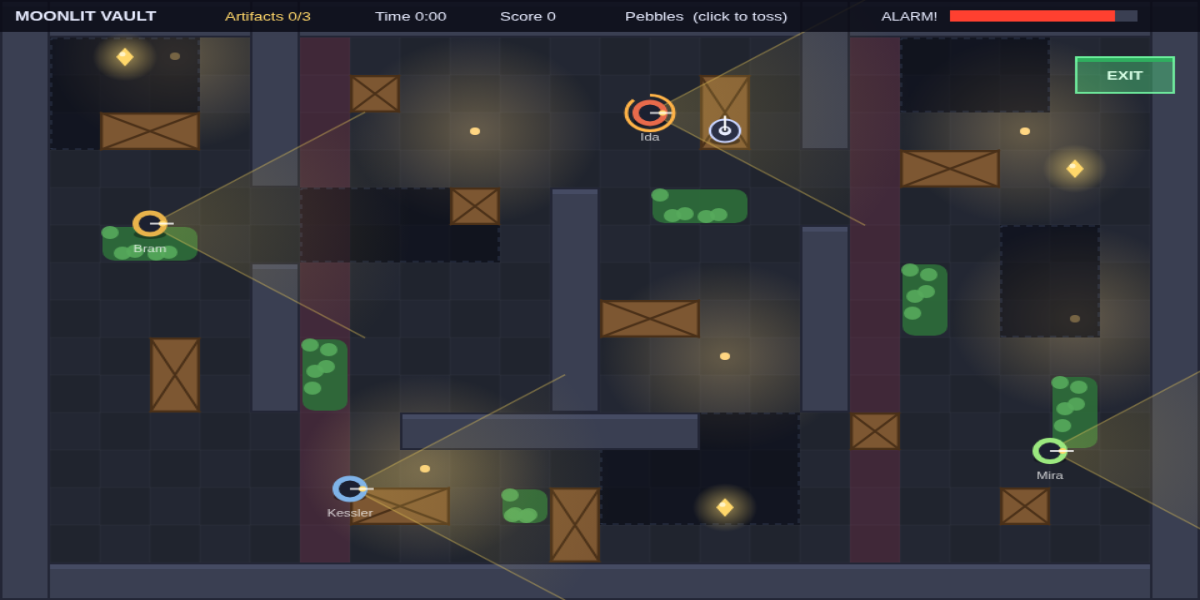 MOONLIT VAULT
Artifacts 0/3
Time 0:00
Score 0
Pebbles (click to toss)
ALARM!
EXIT
Ida
Bram
Mira
Kessler